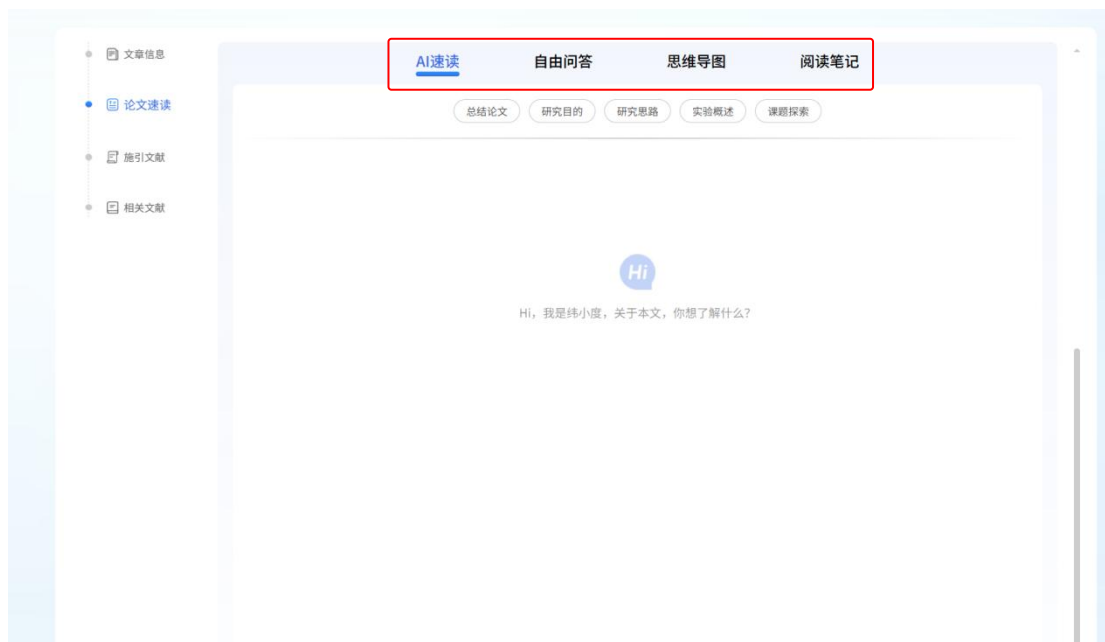 文章信息
论文速读
施引文献
相关文献
AI速读 自由问答 思维导图 阅读笔记
总结论文 研究目的 研究思路 实验概述 课题探索
Hi
Hi，我是纬小度，关于本文，你想了解什么？